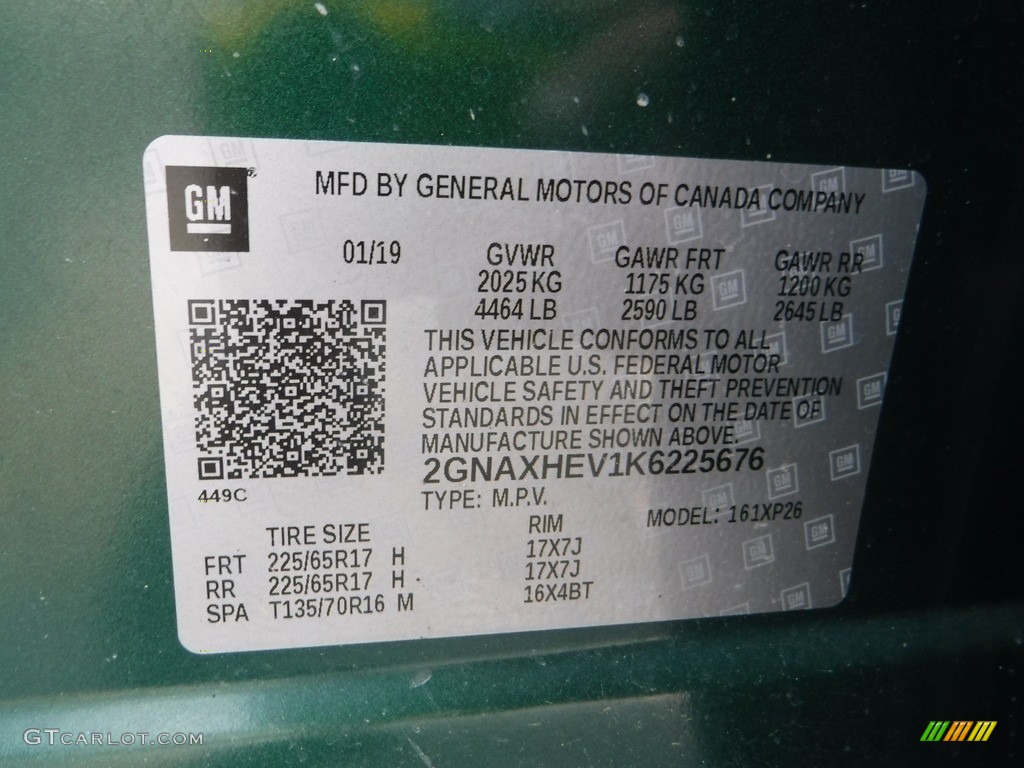 GM
MFD BY GENERAL MOTORS OF CANADA COMPANY
01/19 GVWR GAWR FRT GAWR RR
2025 KG 1175 KG 1200 KG
4464 LB 2590 LB 2645 LB
THIS VEHICLE CONFORMS TO ALL
APPLICABLE U.S. FEDERAL MOTOR
VEHICLE SAFETY AND THEFT PREVENTION
STANDARDS IN EFFECT ON THE DATE OF
MANUFACTURE SHOWN ABOVE.
2GNAXHEV1K6225676
449C
TYPE: M.P.V. MODEL: 161XP26
TIRE SIZE RIM
FRT 225/65R17 H 17X7J
RR 225/65R17 H 17X7J
SPA T135/70R16 M 16X4BT
GTcarlot.com